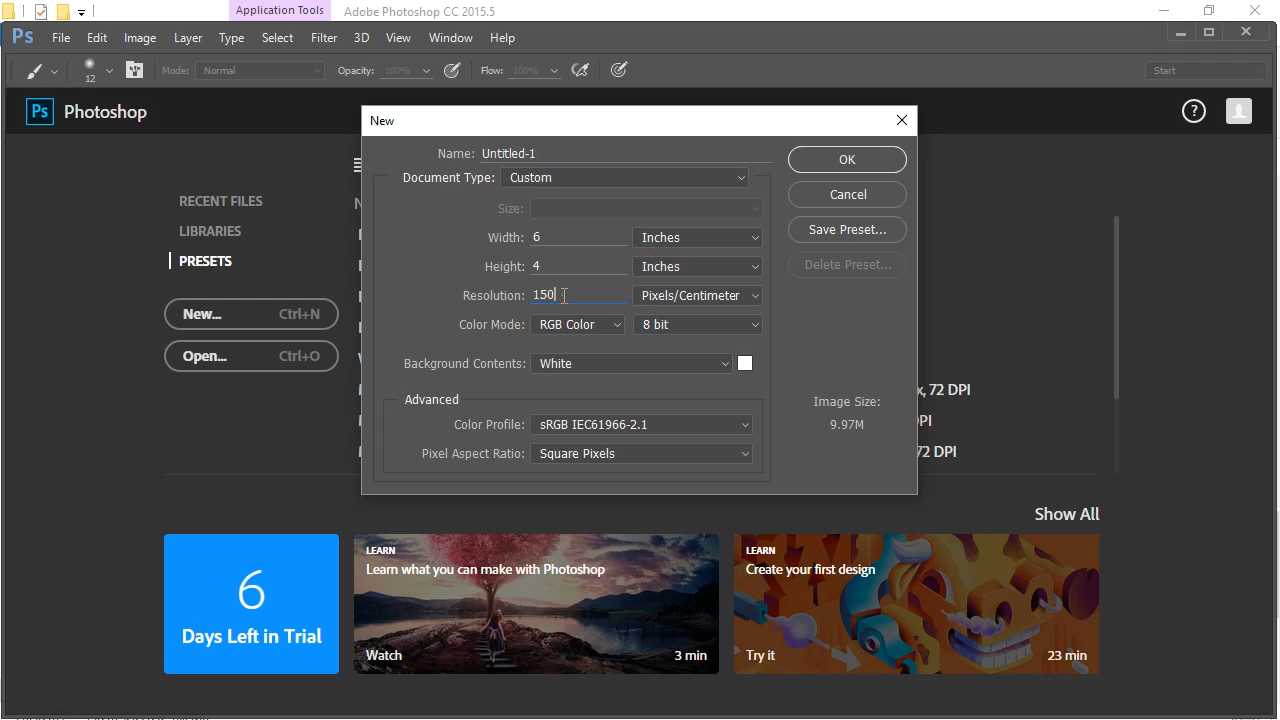 Application Tools
Adobe Photoshop CC 2015.5
Ps File Edit Image Layer Type Select Filter 3D View Window Help
12 Mode: Normal Opacity: 100% Flow: 100% Start
Ps Photoshop ?
New
Name: Untitled-1 OK
Document Type: Custom
Cancel
RECENT FILES
Size:
LIBRARIES
Width: 6 Inches Save Preset...
PRESETS
Height: 4 Inches Delete Preset...
Resolution: 150 Pixels/Centimeter
New... Ctrl+N
Color Mode: RGB Color 8 bit
Open... Ctrl+O
Background Contents: White
x, 72 DPI
Advanced
Image Size:
PI
Color Profile: sRGB IEC61966-2.1 9.97M
Pixel Aspect Ratio: Square Pixels
72 DPI
Show All
6
Days Left in Trial
LEARN
Learn what you can make with Photoshop
Watch 3 min
LEARN
Create your first design
Try it 23 min